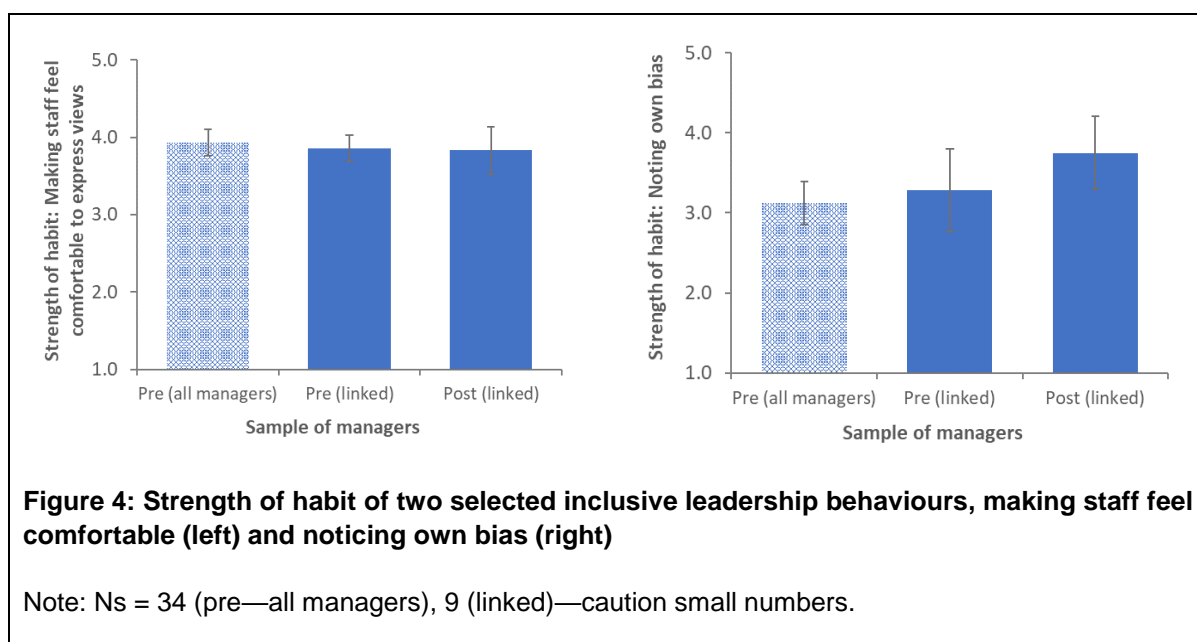 Strength of habit: Making staff feel
comfortable to express views
5.0
4.0
3.0
2.0
1.0
Pre (all managers) Pre (linked) Post (linked)
Sample of managers
Strength of habit: Noting own bias
5.0
4.0
3.0
2.0
1.0
Pre (all managers) Pre (linked) Post (linked)
Sample of managers
Figure 4: Strength of habit of two selected inclusive leadership behaviours, making staff feel
comfortable (left) and noticing own bias (right)
Note: Ns = 34 (pre—all managers), 9 (linked)—caution small numbers.